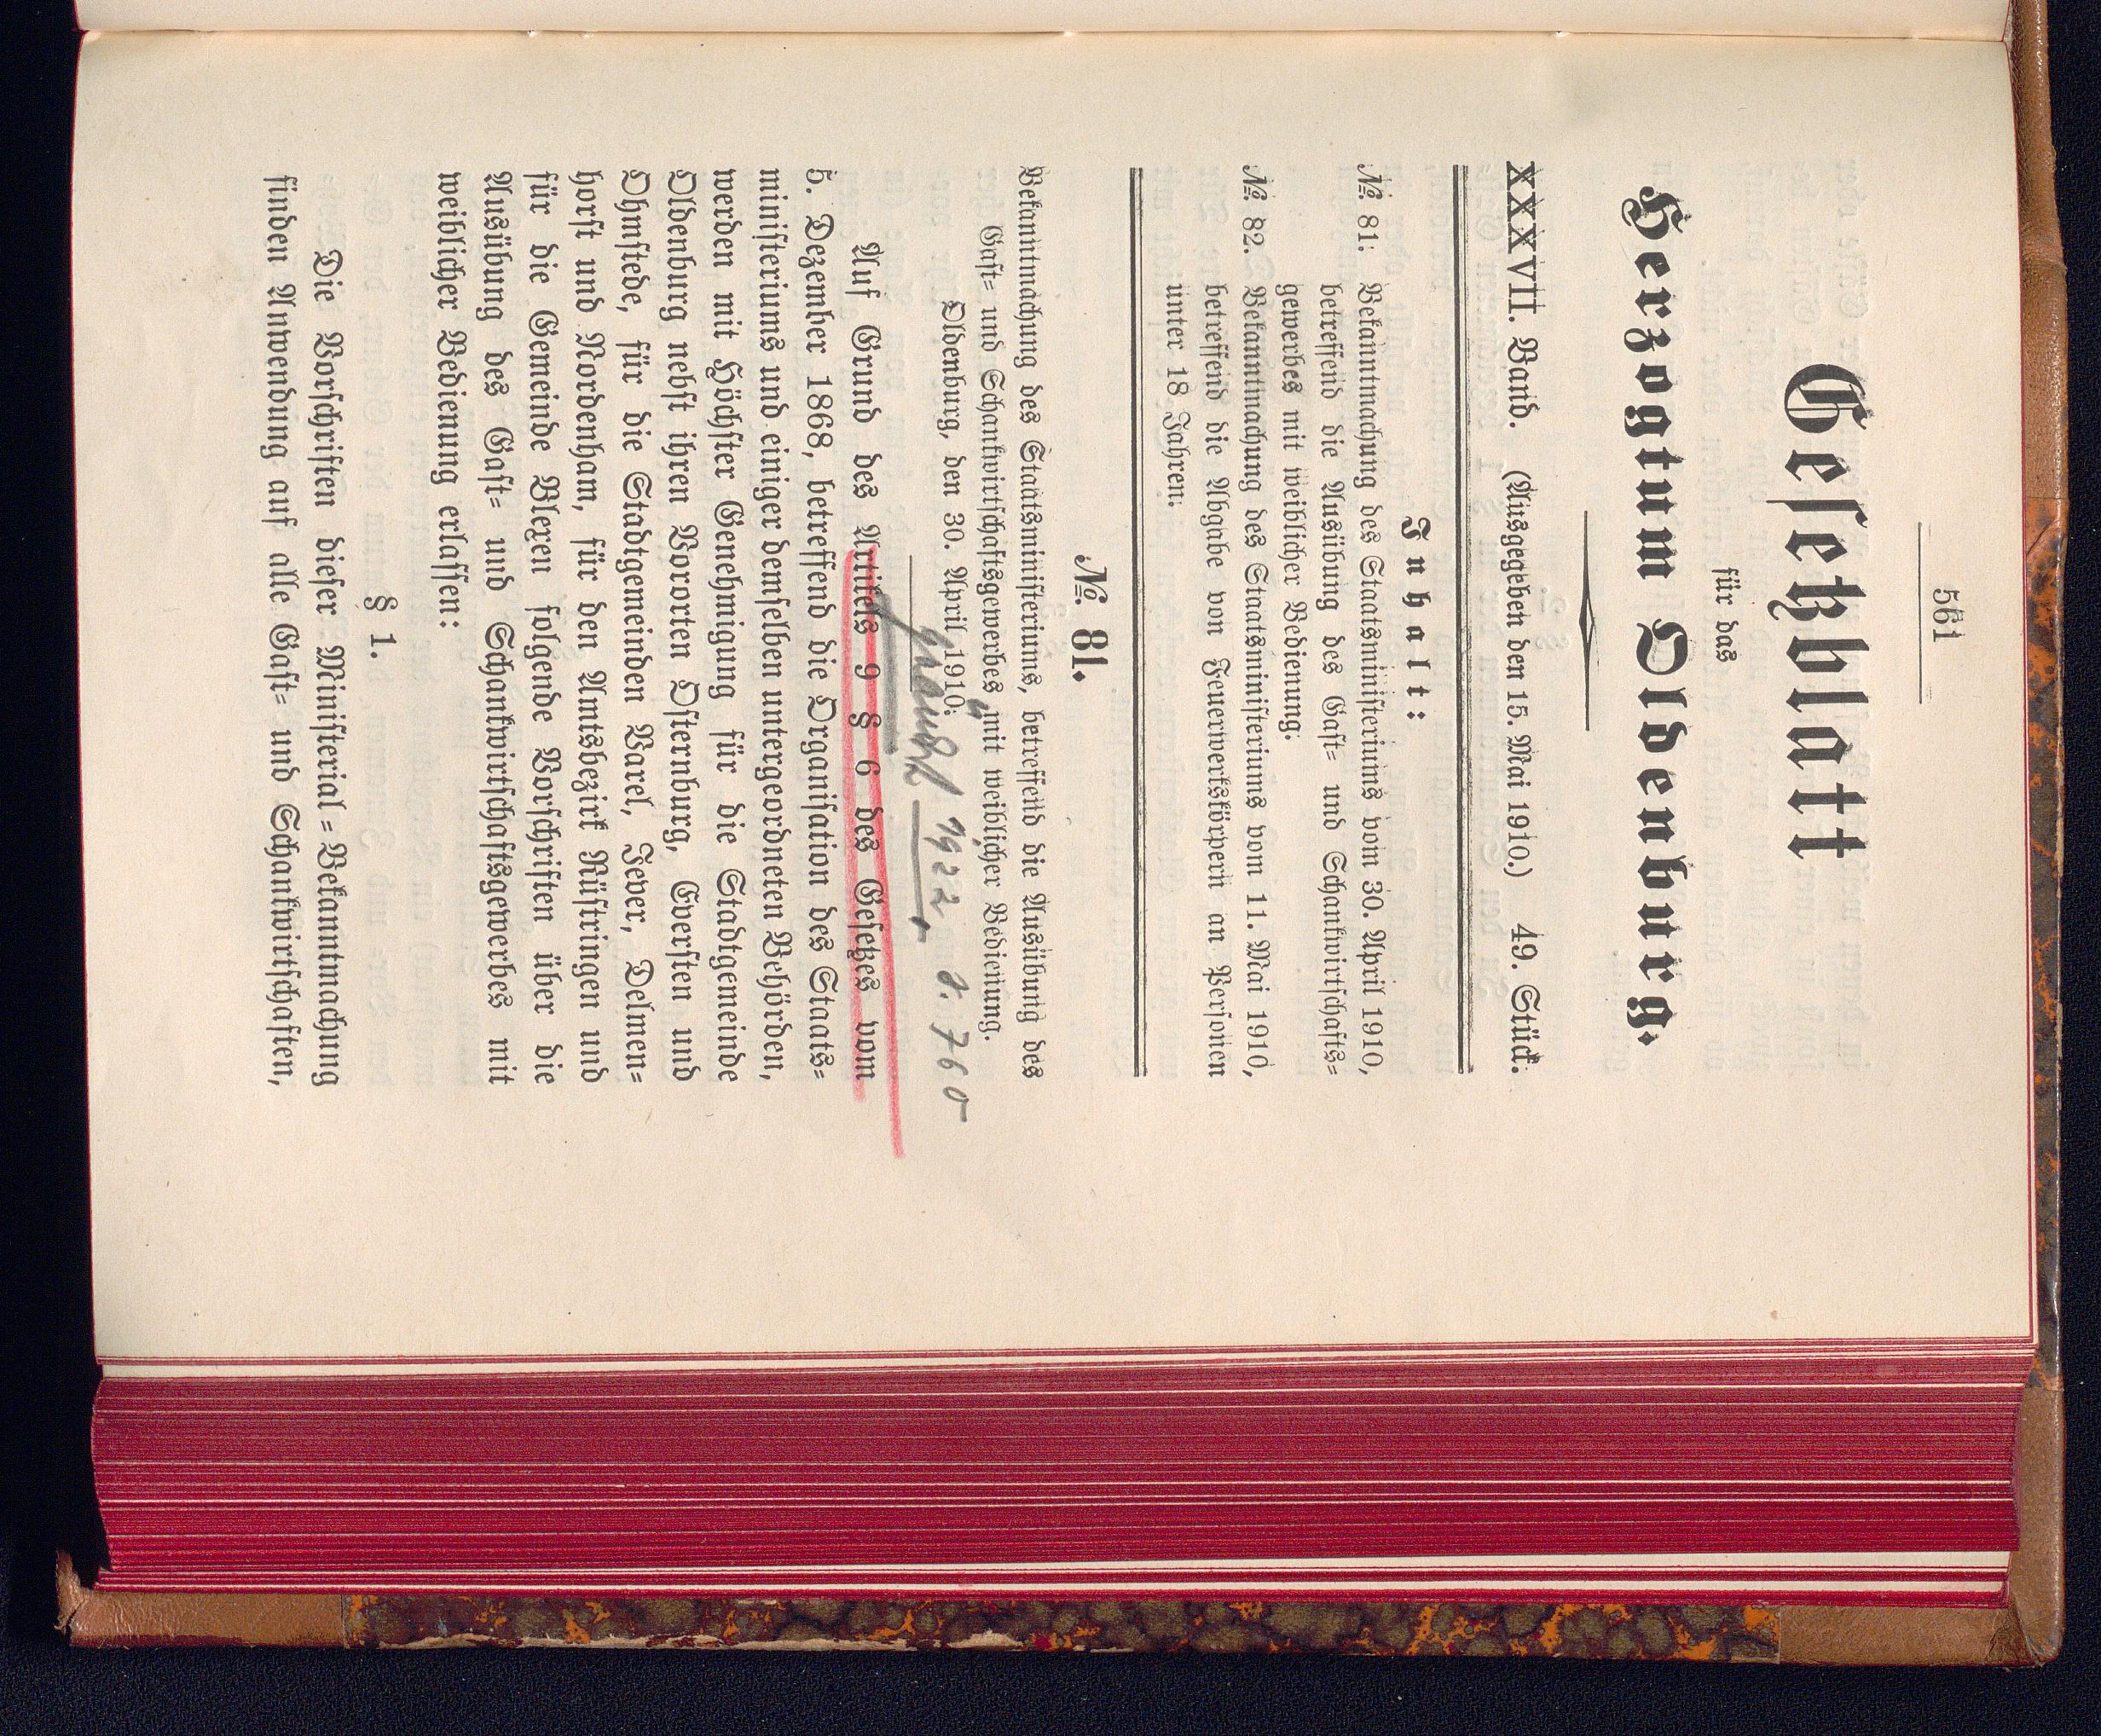 561
Gesetzblatt
für das
Herzogtum Oldenburg.
XXXVII. Band. (Ausgegeben den 15. Mai 1910.) 49. Stück.
Inhalt:
№ 81. Bekanntmachung des Staatsministeriums vom 30. April 1910,
betreffend die Ausübung des Gast= und Schankwirtschafts=
gewerbes mit weiblicher Bedienung.
№ 82. Bekanntmachung des Staatsministeriums vom 11. Mai 1910,
betreffend die Abgabe von Feuerwerkskörpern an Personen
unter 18 Jahren.
№. 81.
Bekanntmachung des Staatsministeriums, betreffend die Ausübung des
Gast= und Schankwirtschaftsgewerbes mit weiblicher Bedienung.
Oldenburg, den 30. April 1910.
1922, S. 760
Auf Grund des Artikels 9 § 6 des Gesetzes vom
5. Dezember 1868, betreffend die Organisation des Staats=
ministeriums und einiger demselben untergeordneten Behörden,
werden mit Höchster Genehmigung für die Stadtgemeinde
Oldenburg nebst ihren Vororten Osternburg, Eversten und
Ohmstede, für die Stadtgemeinden Varel, Jever, Delmen=
horst und Nordenham, für den Amtsbezirk Rüstringen und
für die Gemeinde Blexen folgende Vorschriften über die
Ausübung des Gast= und Schankwirtschaftsgewerbes mit
weiblicher Bedienung erlassen:
§ 1.
Die Vorschriften dieser Ministerial=Bekanntmachung
finden Anwendung auf alle Gast= und Schankwirtschaften,